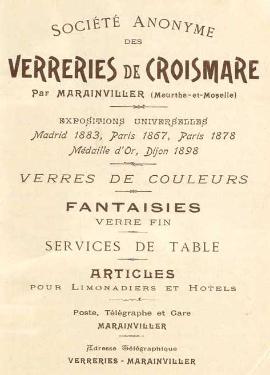 SOCIÉTÉ ANONYME
DES
VERRERIES DE CROISMARE
Par MARAINVILLER (Meurthe-et-Moselle)
EXPOSITIONS UNIVERSELLES
Madrid 1883, Paris 1867, Paris 1878
Médaille d'Or, Dijon 1898
VERRES DE COULEURS
FANTAISIES
VERRE FIN
SERVICES DE TABLE
ARTICLES
POUR LIMONADIERS ET HOTELS
Poste, Télégraphe et Gare
MARAINVILLER
Adresse Télégraphique
VERRERIES - MARAINVILLER